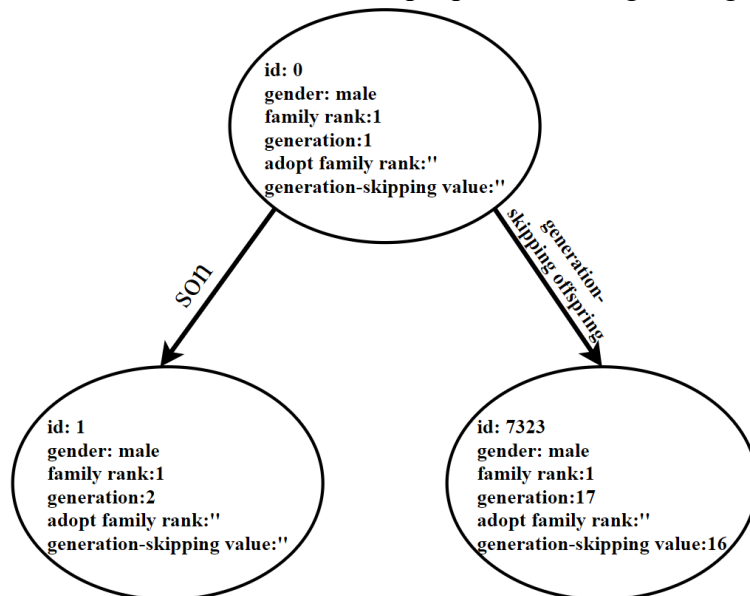 id: 0
gender: male
family rank:1
generation:1
adopt family rank:"
generation-skipping value:"
son
generation-
skipping offspring
id: 1
gender: male
family rank:1
generation:2
adopt family rank:"
generation-skipping value:"
id: 7323
gender: male
family rank:1
generation:17
adopt family rank:"
generation-skipping value:16